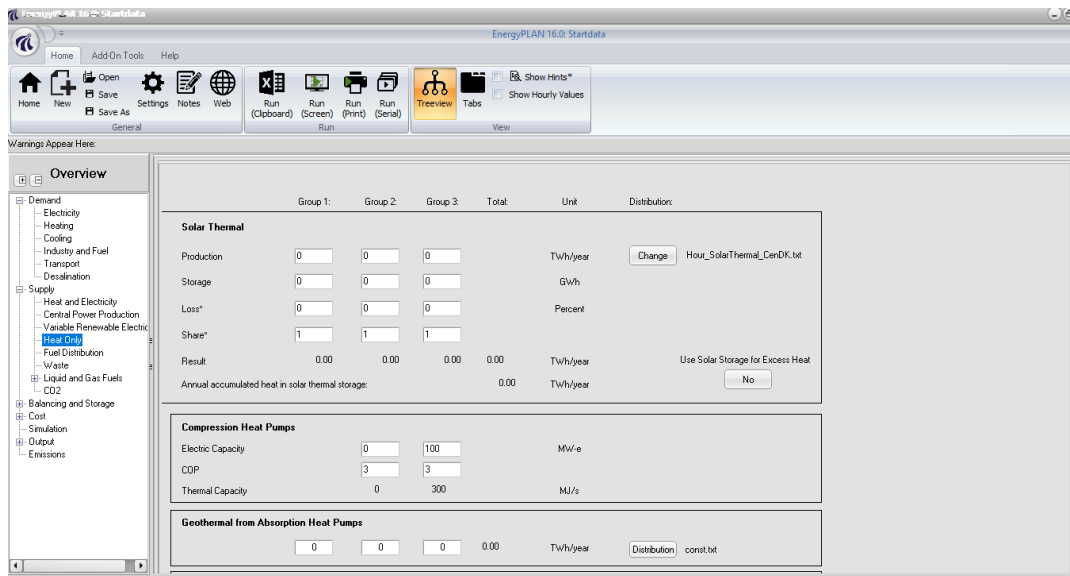 EnergyPLAN 16.0: Startdata
EnergyPLAN 16.0: Startdata
Home Add-On Tools Help
Home New Open Save Save As Settings Notes Web
General
Run (Clipboard) Run (Screen) Run (Print) Run (Serial)
Run
Treeview Tabs Show Hints* Show Hourly Values
View
Warnings Appear Here:
Overview
Demand
Electricity
Heating
Cooling
Industry and Fuel
Transport
Desalination
Supply
Heat and Electricity
Central Power Production
Variable Renewable Electric
Heat Only
Fuel Distribution
Waste
Liquid and Gas Fuels
CO2
Balancing and Storage
Cost
Simulation
Output
Emissions
Group 1: Group 2: Group 3: Total: Unit Distribution:
Solar Thermal
Production 0 0 0 TWh/year Change Hour_SolarThermal_CenDK.txt
Storage 0 0 0 GWh
Loss* 0 0 0 Percent
Share* 1 1 1
Result 0.00 0.00 0.00 0.00 TWh/year Use Solar Storage for Excess Heat
Annual accumulated heat in solar thermal storage: 0.00 TWh/year No
Compression Heat Pumps
Electric Capacity 0 100 MW-e
COP 3 3
Thermal Capacity 0 300 MJ/s
Geothermal from Absorption Heat Pumps
0 0 0 0.00 TWh/year Distribution const.txt